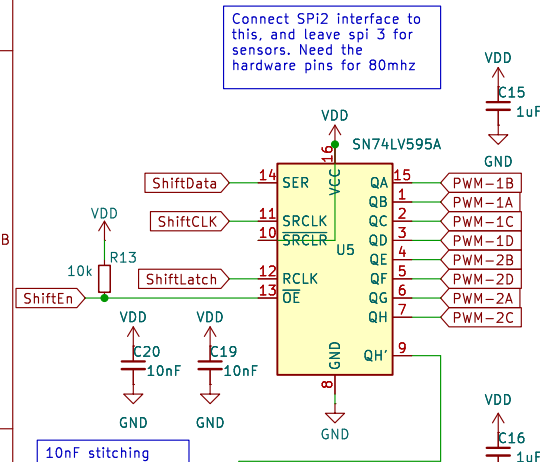 Connect SPi2 interface to
this, and leave spi 3 for
sensors. Need the
hardware pins for 80mhz
VDD
C15
1uF
GND
VDD
SN74LV595A
16
VCC
ShiftData
14
SER
QA
15
PWM-1B
QB
1
PWM-1A
ShiftCLK
11
SRCLK
QC
2
PWM-1C
B
VDD
10
SRCLR
QD
3
PWM-1D
U5
R13
10k
QE
4
PWM-2B
ShiftLatch
12
RCLK
QF
5
PWM-2D
ShiftEn
13
OE
QG
6
PWM-2A
QH
7
PWM-2C
VDD
VDD
C20
10nF
C19
10nF
GND
QH'
9
8
GND
GND
GND
VDD
C16
1uF
10nF stitching